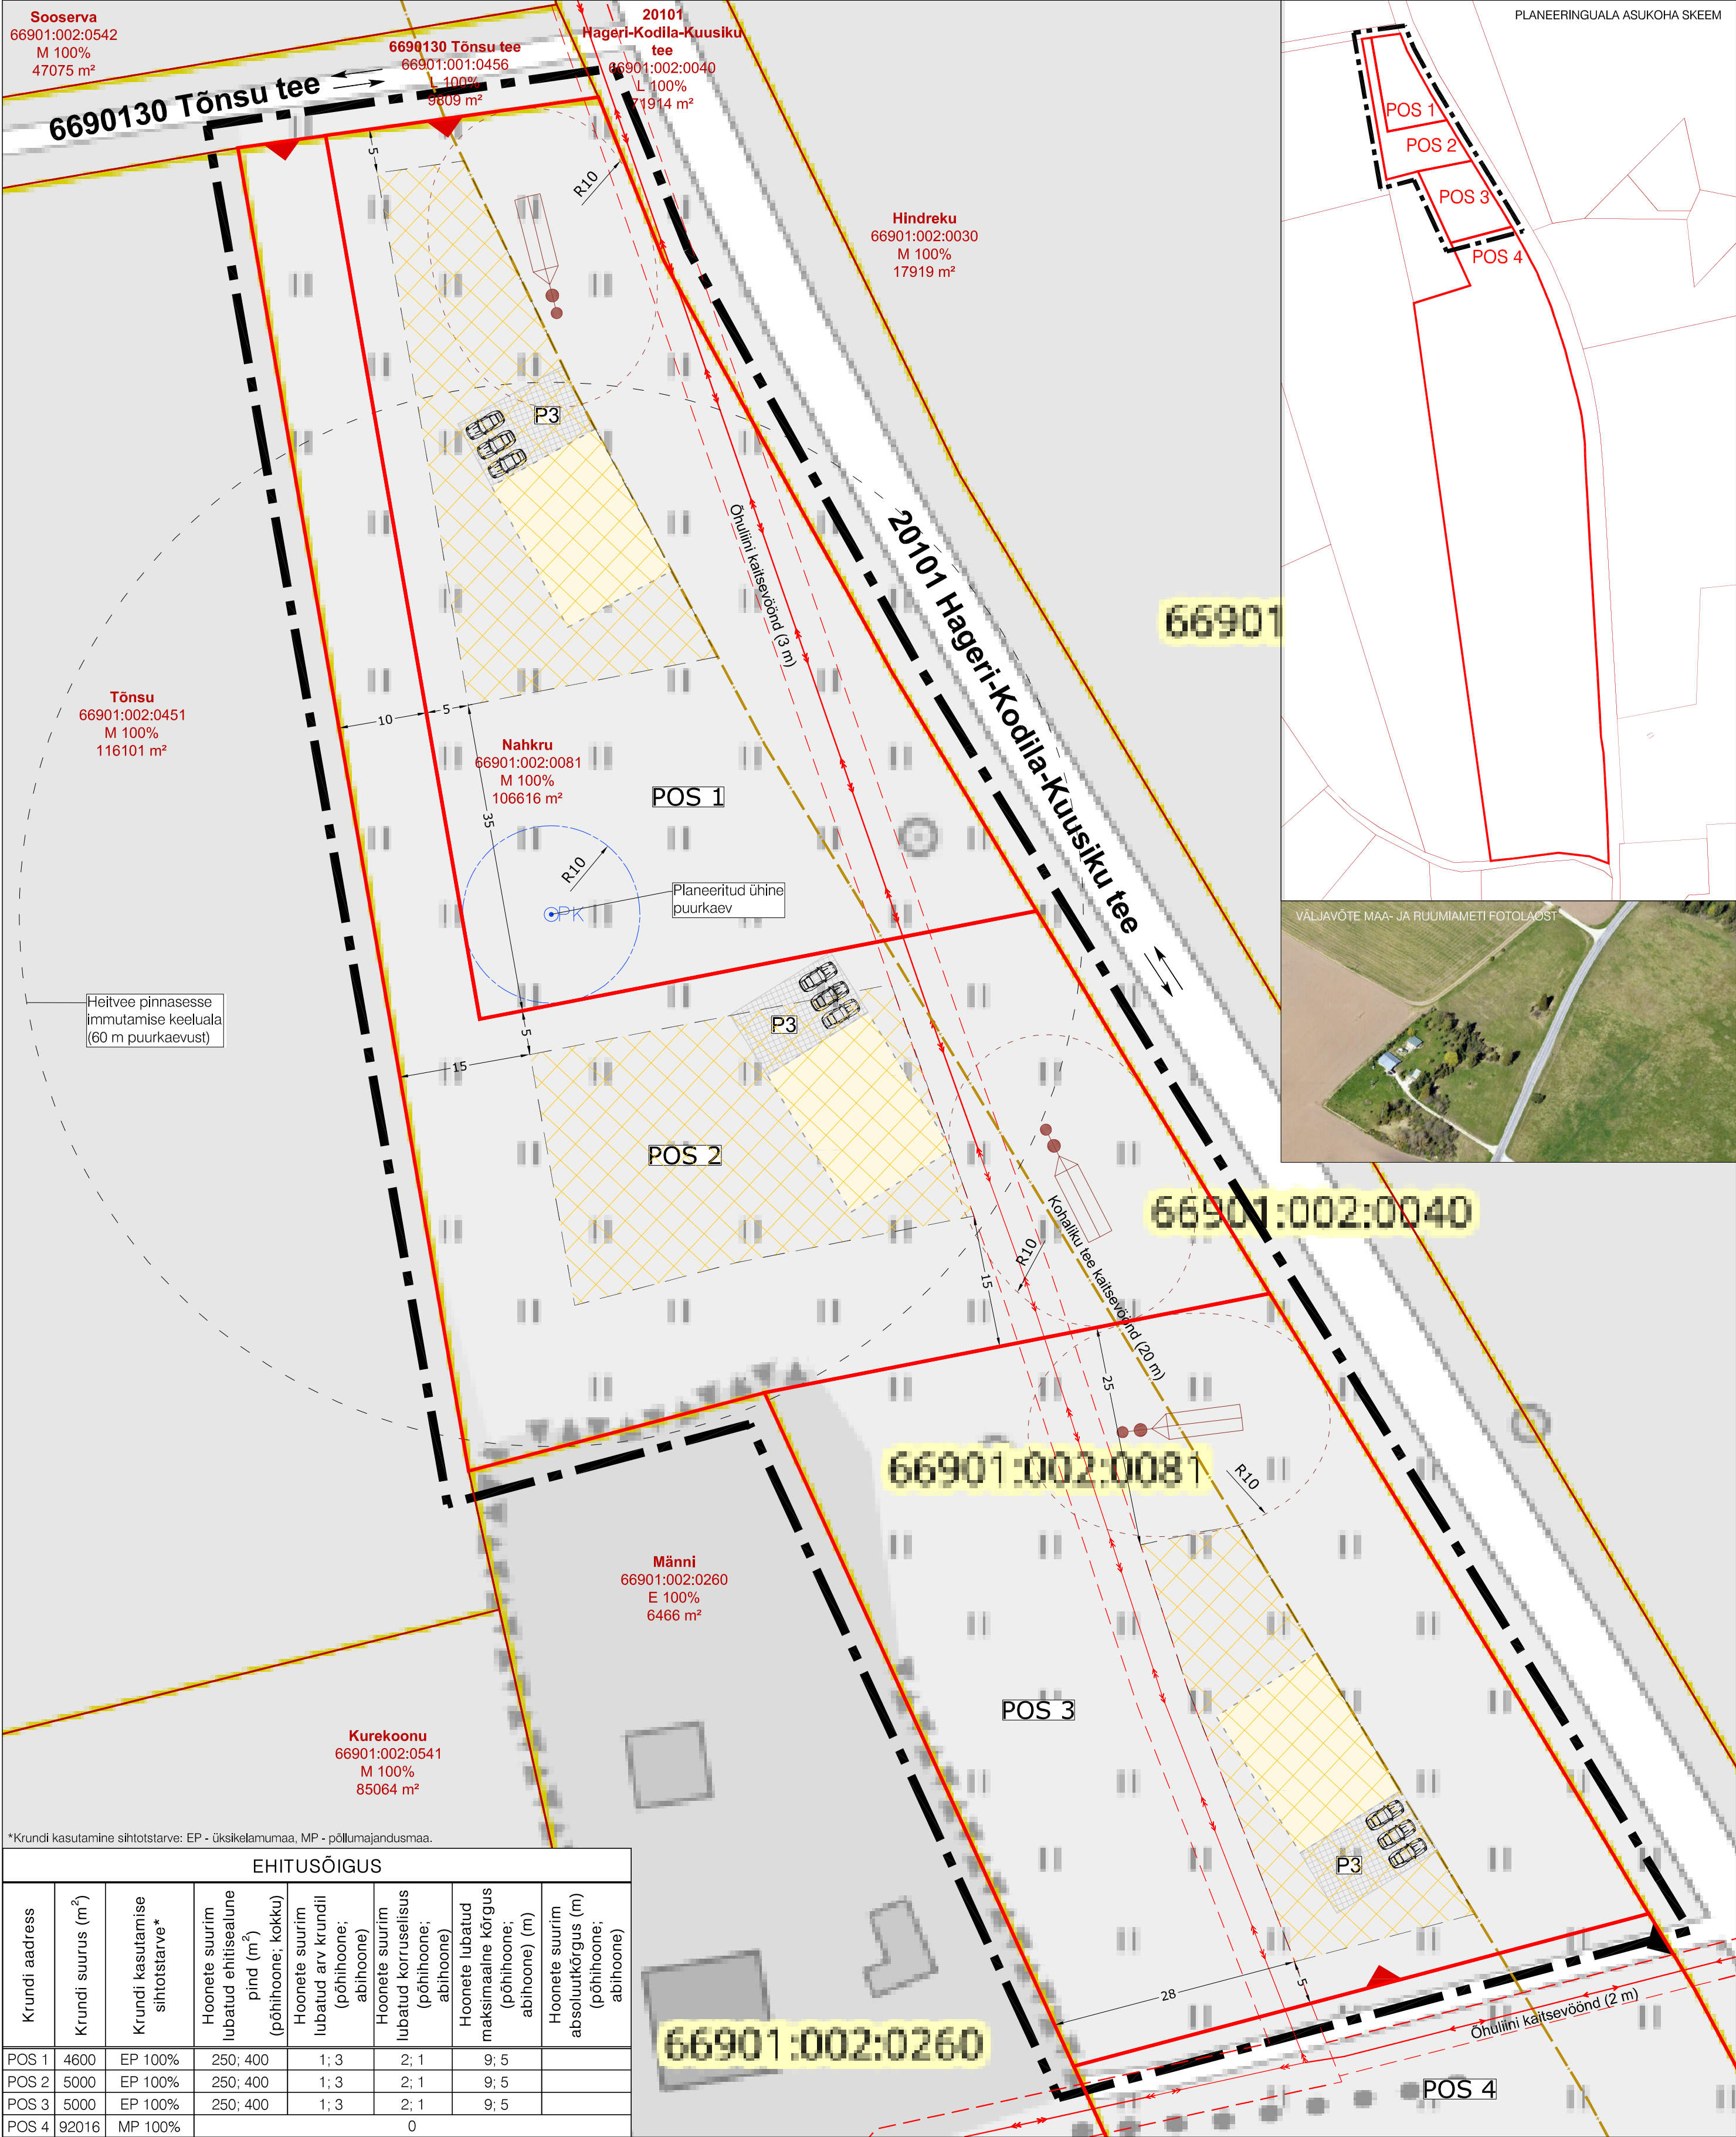 Sooserva
66901:002:0542
M 100%
47075 m²
6690130 Tõnsu tee
66901:001:0456
L 100%
9809 m²
20101
Hageri-Kodila-Kuusiku
tee
66901:002:0040
L 100%
71914 m²
6690130 Tõnsu tee
Hindreku
66901:002:0030
M 100%
17919 m²
PLANEERINGUALA ASUKOHA SKEEM
POS 1
POS 2
POS 3
POS 4
5
R10
P3
Õhuliini kaitsevöönd (3 m)
20101 Hageri-Kodila-Kuusiku tee
66901
Tõnsu
66901:002:0451
M 100%
116101 m²
10
5
Nahkru
66901:002:0081
M 100%
106616 m²
POS 1
35
R10
PK
Planeeritud ühine
puurkaev
VÄLJAVÕTE MAA- JA RUUMIAMETI FOTOLAOST
Heitvee pinnasesse
immutamise keeluala
(60 m puurkaevust)
5
15
P3
POS 2
66901:002:0040
Kohaliku tee kaitsevöönd (20 m)
R10
15
25
66901:002:0081
R10
Männi
66901:002:0260
E 100%
6466 m²
POS 3
Kurekoonu
66901:002:0541
M 100%
85064 m²
P3
28
5
Õhuliini kaitsevöönd (2 m)
66901:002:0260
POS 4
*Krundi kasutamine sihtotstarve: EP - üksikelamumaa, MP - põllumajandusmaa.
EHITUSÕIGUS
Krundi aadress
Krundi suurus (m²)
Krundi kasutamise
sihtotstarve*
Hoonete suurim
lubatud ehitisealune
pind (m²)
(põhihoone; kokku)
Hoonete suurim
lubatud arv krundil
(põhihoone;
abihoone)
Hoonete suurim
lubatud korruselisus
(põhihoone;
abihoone)
Hoonete lubatud
maksimaalne kõrgus
(põhihoone;
abihoone) (m)
Hoonete suurim
absoluutkõrgus (m)
(põhihoone;
abihoone)
POS 1 4600 EP 100% 250; 400 1; 3 2; 1 9; 5
POS 2 5000 EP 100% 250; 400 1; 3 2; 1 9; 5
POS 3 5000 EP 100% 250; 400 1; 3 2; 1 9; 5
POS 4 92016 MP 100% 0